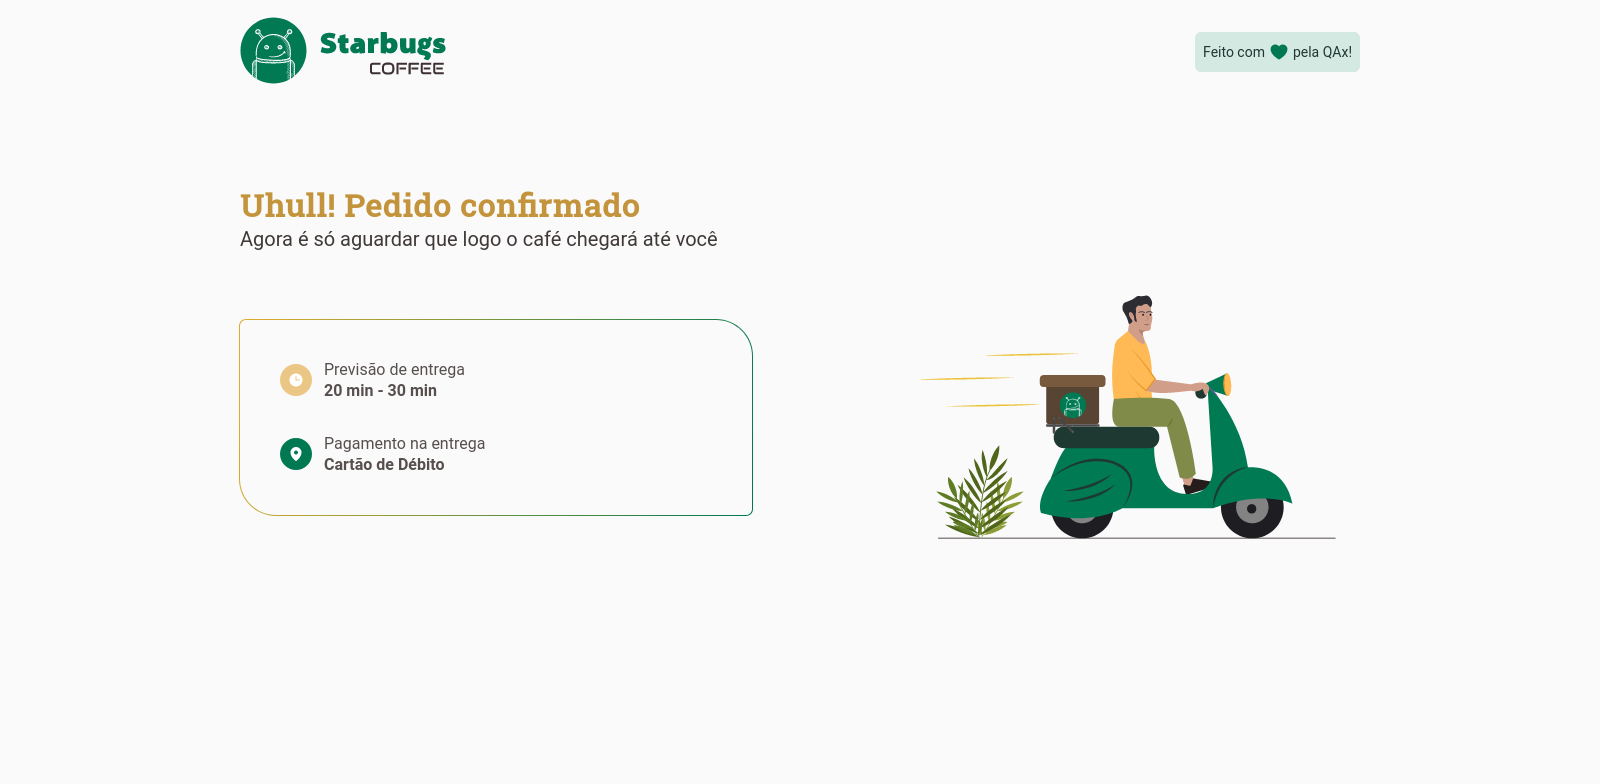 Starbugs
COFFEE
Feito com pela QAx!
Uhull! Pedido confirmado
Agora é só aguardar que logo o café chegará até você
Previsão de entrega
20 min - 30 min
Pagamento na entrega
Cartão de Débito